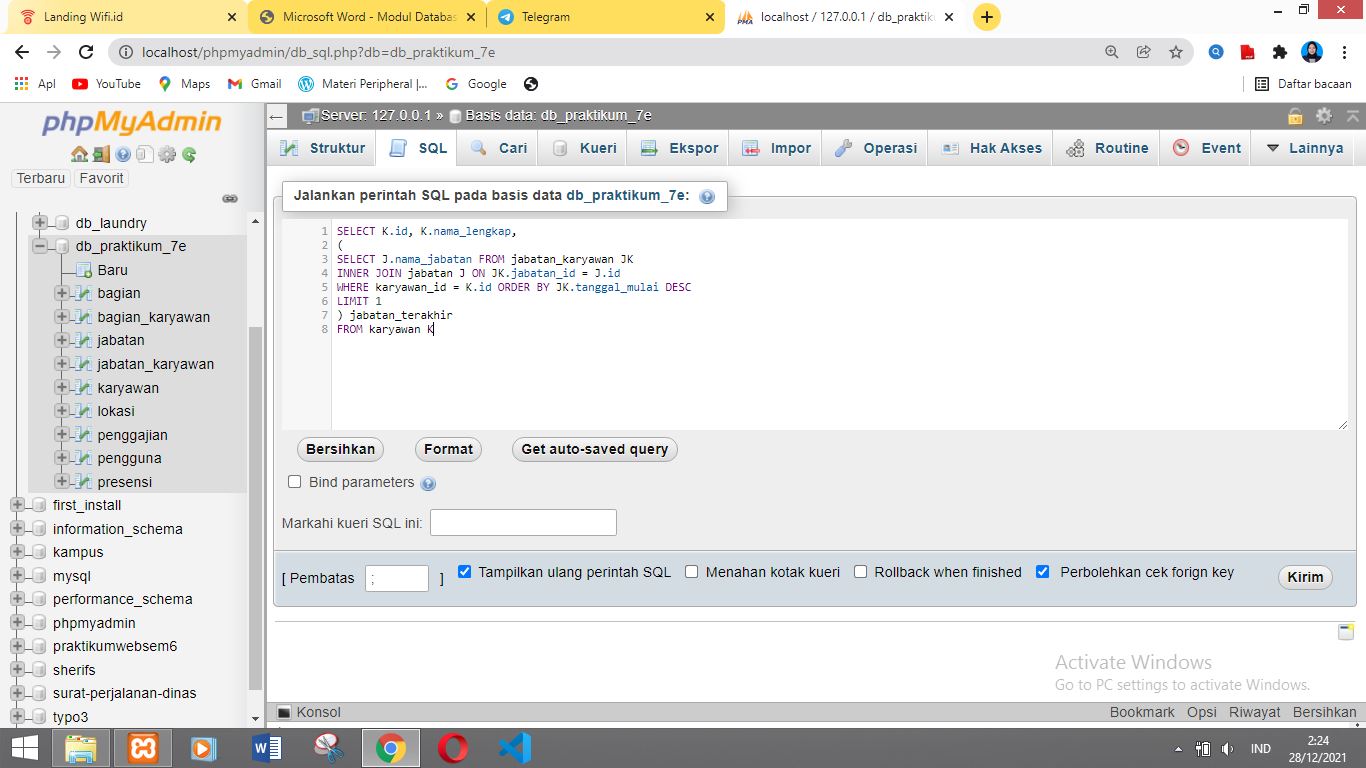 Landing Wifi.id
Microsoft Word - Modul Databas
Telegram
localhost / 127.0.0.1 / db_praktik
localhost/phpmyadmin/db_sql.php?db=db_praktikum_7e
Apl YouTube Maps Gmail Materi Peripheral |... Google
Daftar bacaan
phpMyAdmin
Terbaru Favorit
db_laundry
db_praktikum_7e
Baru
bagian
bagian_karyawan
jabatan
jabatan_karyawan
karyawan
lokasi
penggajian
pengguna
presensi
first_install
information_schema
kampus
mysql
performance_schema
phpmyadmin
praktikumwebsem6
sherifs
surat-perjalanan-dinas
typo3
Server: 127.0.0.1 » Basis data: db_praktikum_7e
Struktur SQL Cari Kueri Ekspor Impor Operasi Hak Akses Routine Event Lainnya
Jalankan perintah SQL pada basis data db_praktikum_7e:
1 SELECT K.id, K.nama_lengkap,
2 (
3 SELECT J.nama_jabatan FROM jabatan_karyawan JK
4 INNER JOIN jabatan J ON JK.jabatan_id = J.id
5 WHERE karyawan_id = K.id ORDER BY JK.tanggal_mulai DESC
6 LIMIT 1
7 ) jabatan_terakhir
8 FROM karyawan K
Bersihkan Format Get auto-saved query
Bind parameters
Markahi kueri SQL ini:
[ Pembatas ; ] Tampilkan ulang perintah SQL Menahan kotak kueri Rollback when finished Perbolehkan cek forign key Kirim
Activate Windows
Go to PC settings to activate Windows.
Konsol Bookmark Opsi Riwayat Bersihkan
IND
2:24
28/12/2021